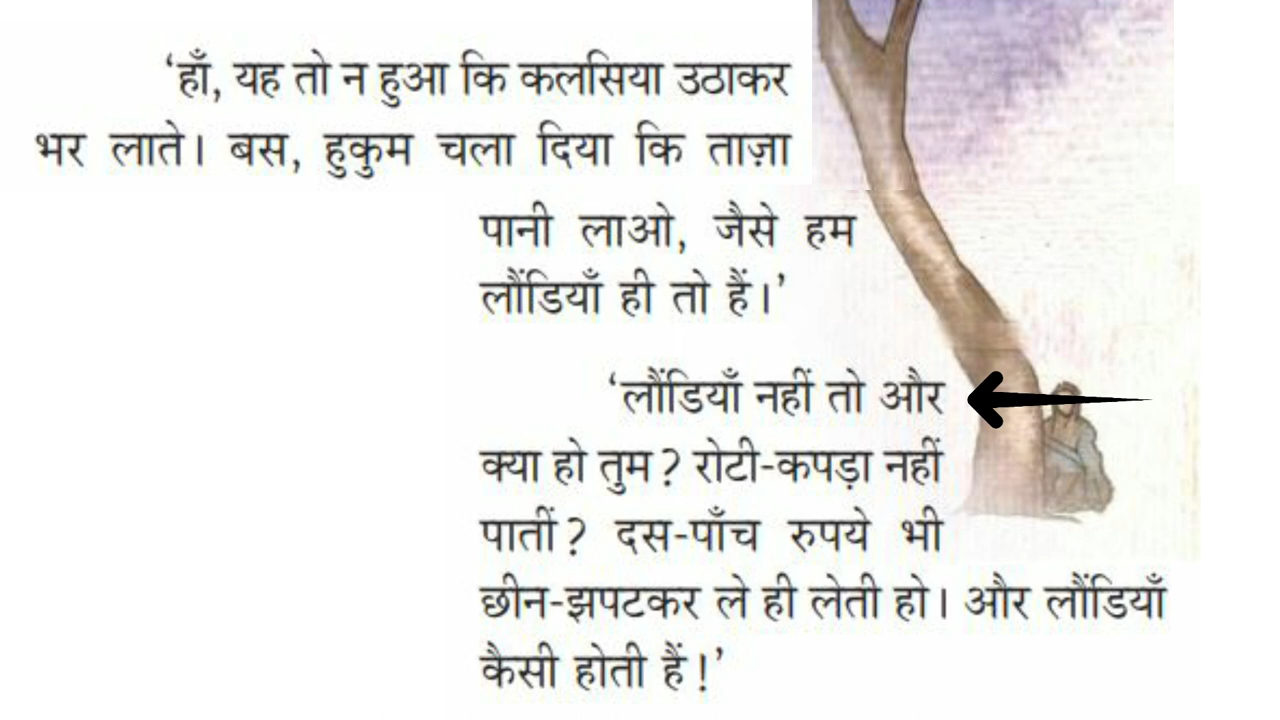 ‘हाँ, यह तो न हुआ कि कलसिया उठाकर
भर लाते। बस, हुकुम चला दिया कि ताज़ा
पानी लाओ, जैसे हम
लौंडियाँ ही तो हैं।’
‘लौंडियाँ नहीं तो और
क्या हो तुम? रोटी-कपड़ा नहीं
पातीं? दस-पाँच रुपये भी
छीन-झपटकर ले ही लेती हो। और लौंडियाँ
कैसी होती हैं!’